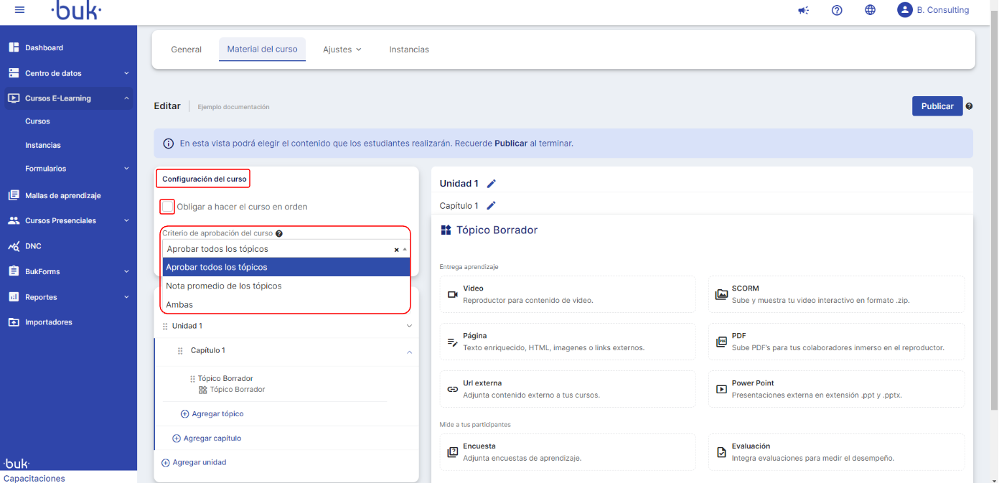 ·buk·
B. Consulting
Dashboard
Centro de datos
Cursos E-Learning
Cursos
Instancias
Formularios
Mallas de aprendizaje
Cursos Presenciales
DNC
BukForms
Reportes
Importadores
·buk·
Capacitaciones
General
Material del curso
Ajustes
Instancias
Editar
Ejemplo documentación
Publicar
En esta vista podrá elegir el contenido que los estudiantes realizarán. Recuerde Publicar al terminar.
Configuración del curso
Obligar a hacer el curso en orden
Criterio de aprobación del curso
Aprobar todos los tópicos
Aprobar todos los tópicos
Nota promedio de los tópicos
Ambas
Unidad 1
Capítulo 1
Tópico Borrador
Tópico Borrador
Agregar tópico
Agregar capítulo
Agregar unidad
Unidad 1
Capítulo 1
Tópico Borrador
Entrega aprendizaje
Video
Reproductor para contenido de video.
SCORM
Sube y muestra tu video interactivo en formato .zip.
Página
Texto enriquecido, HTML, imagenes o links externos.
PDF
Sube PDF's para tus colaboradores inmerso en el reproductor.
Url externa
Adjunta contenido externo a tus cursos.
Power Point
Presentaciones externa en extensión .ppt y .pptx.
Mide a tus participantes
Encuesta
Adjunta encuestas de aprendizaje.
Evaluación
Integra evaluaciones para medir el desempeño.